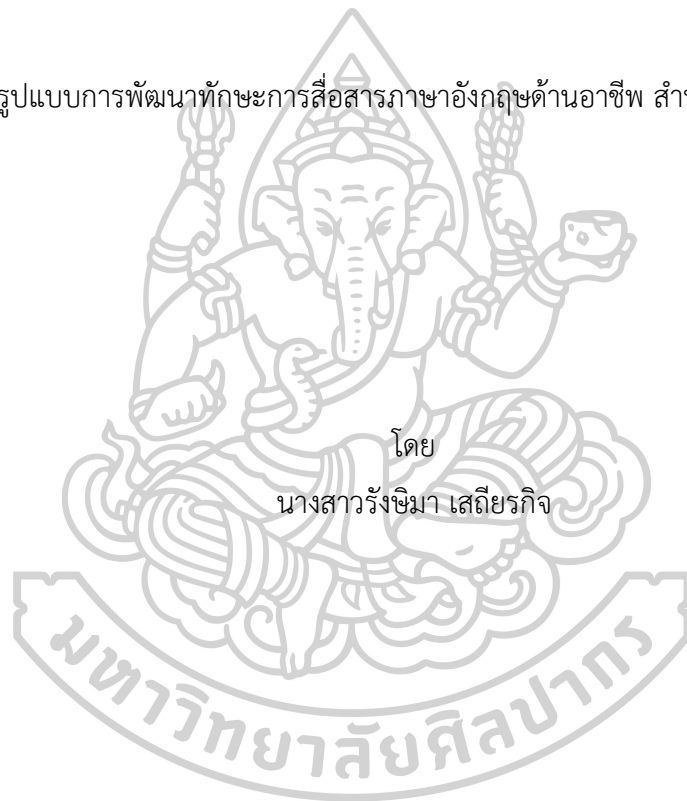 รูปแบบการพัฒนาทักษะการสื่อสารภาษาอังกฤษด้านอาชีพ
โดย
นางสาวรังษิมา เสถียรกิจ
มหาวิทยาลัยศิลปากร